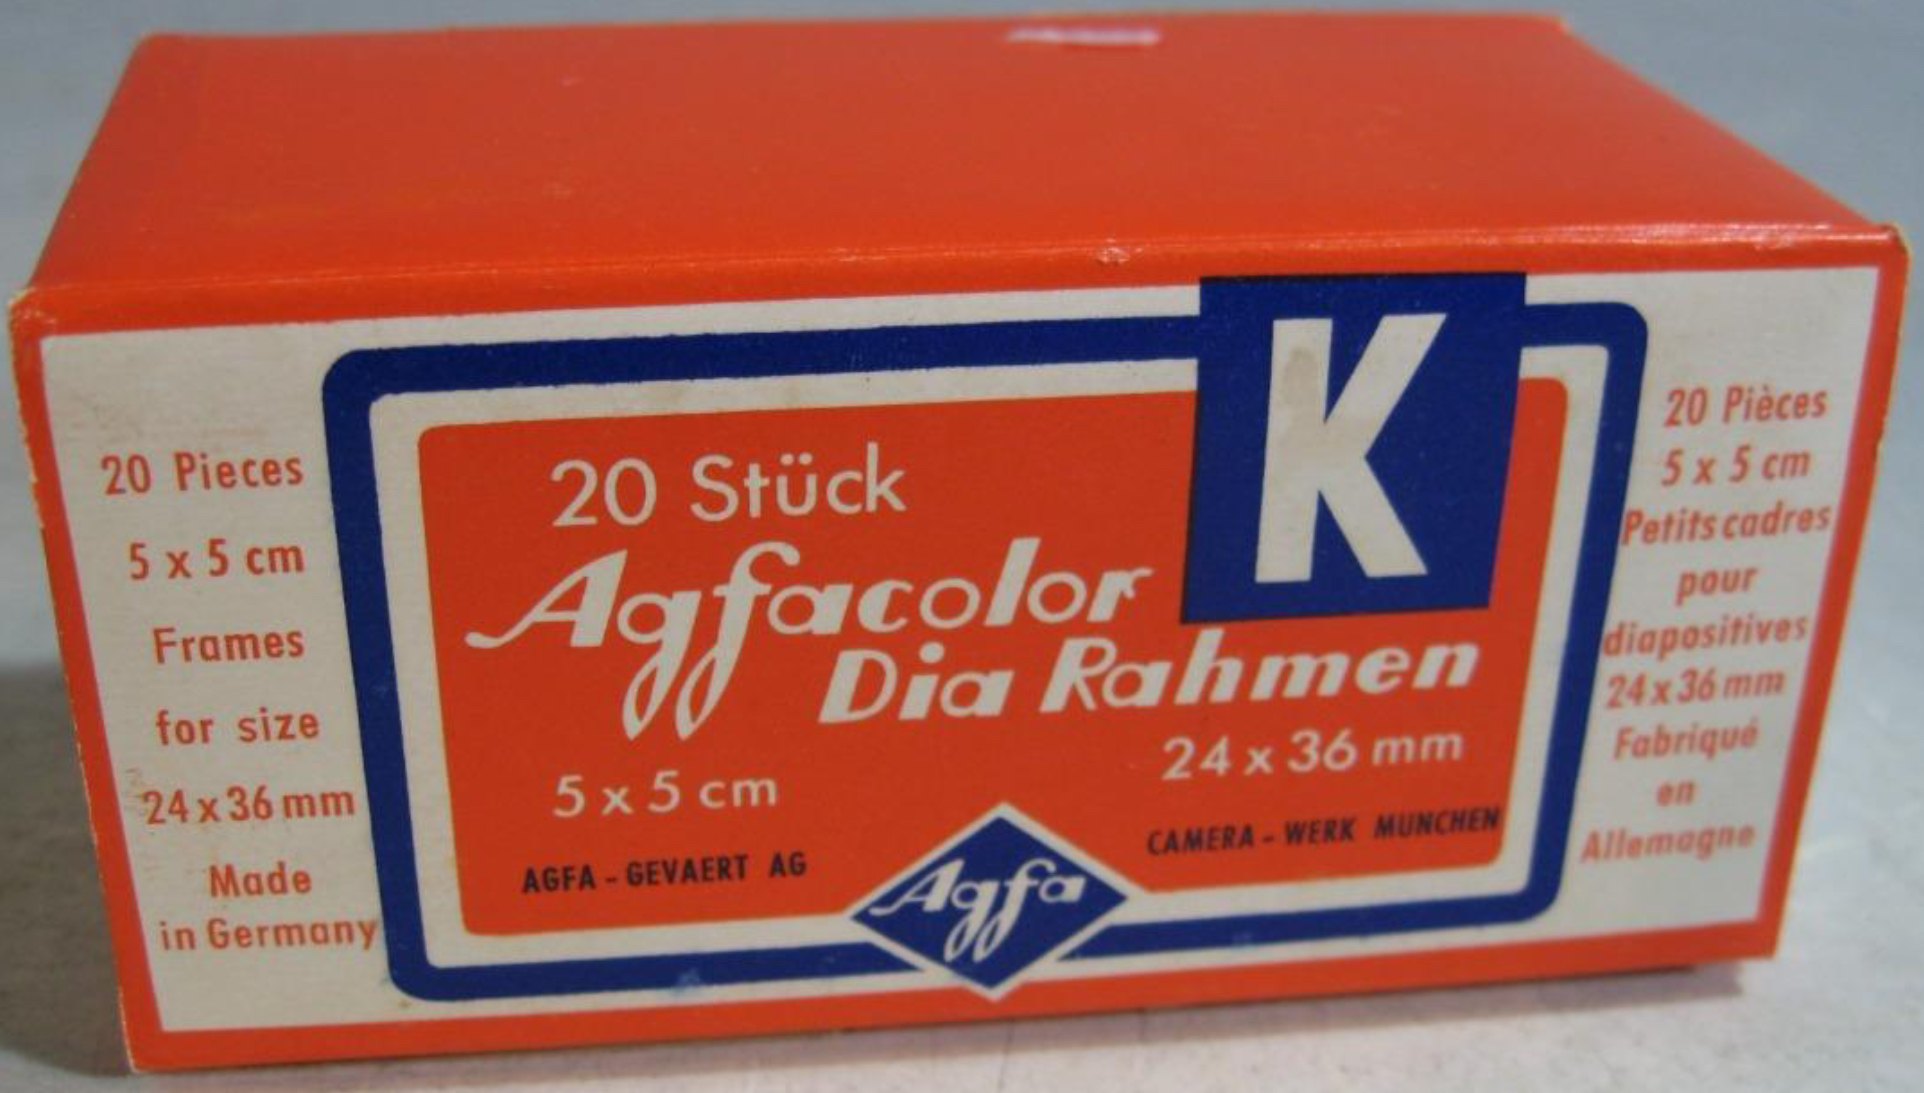 20 Pieces
5 x 5 cm
Frames
for size
24 x 36 mm
Made
in Germany
K
20 Stück
Agfacolor
Dia Rahmen
5 x 5 cm
24 x 36 mm
AGFA - GEVAERT AG
CAMERA - WERK MUNCHEN
Agfa
20 Pièces
5 x 5 cm
Petits cadres
pour
diapositives
24 x 36 mm
Fabriqué
en
Allemagne